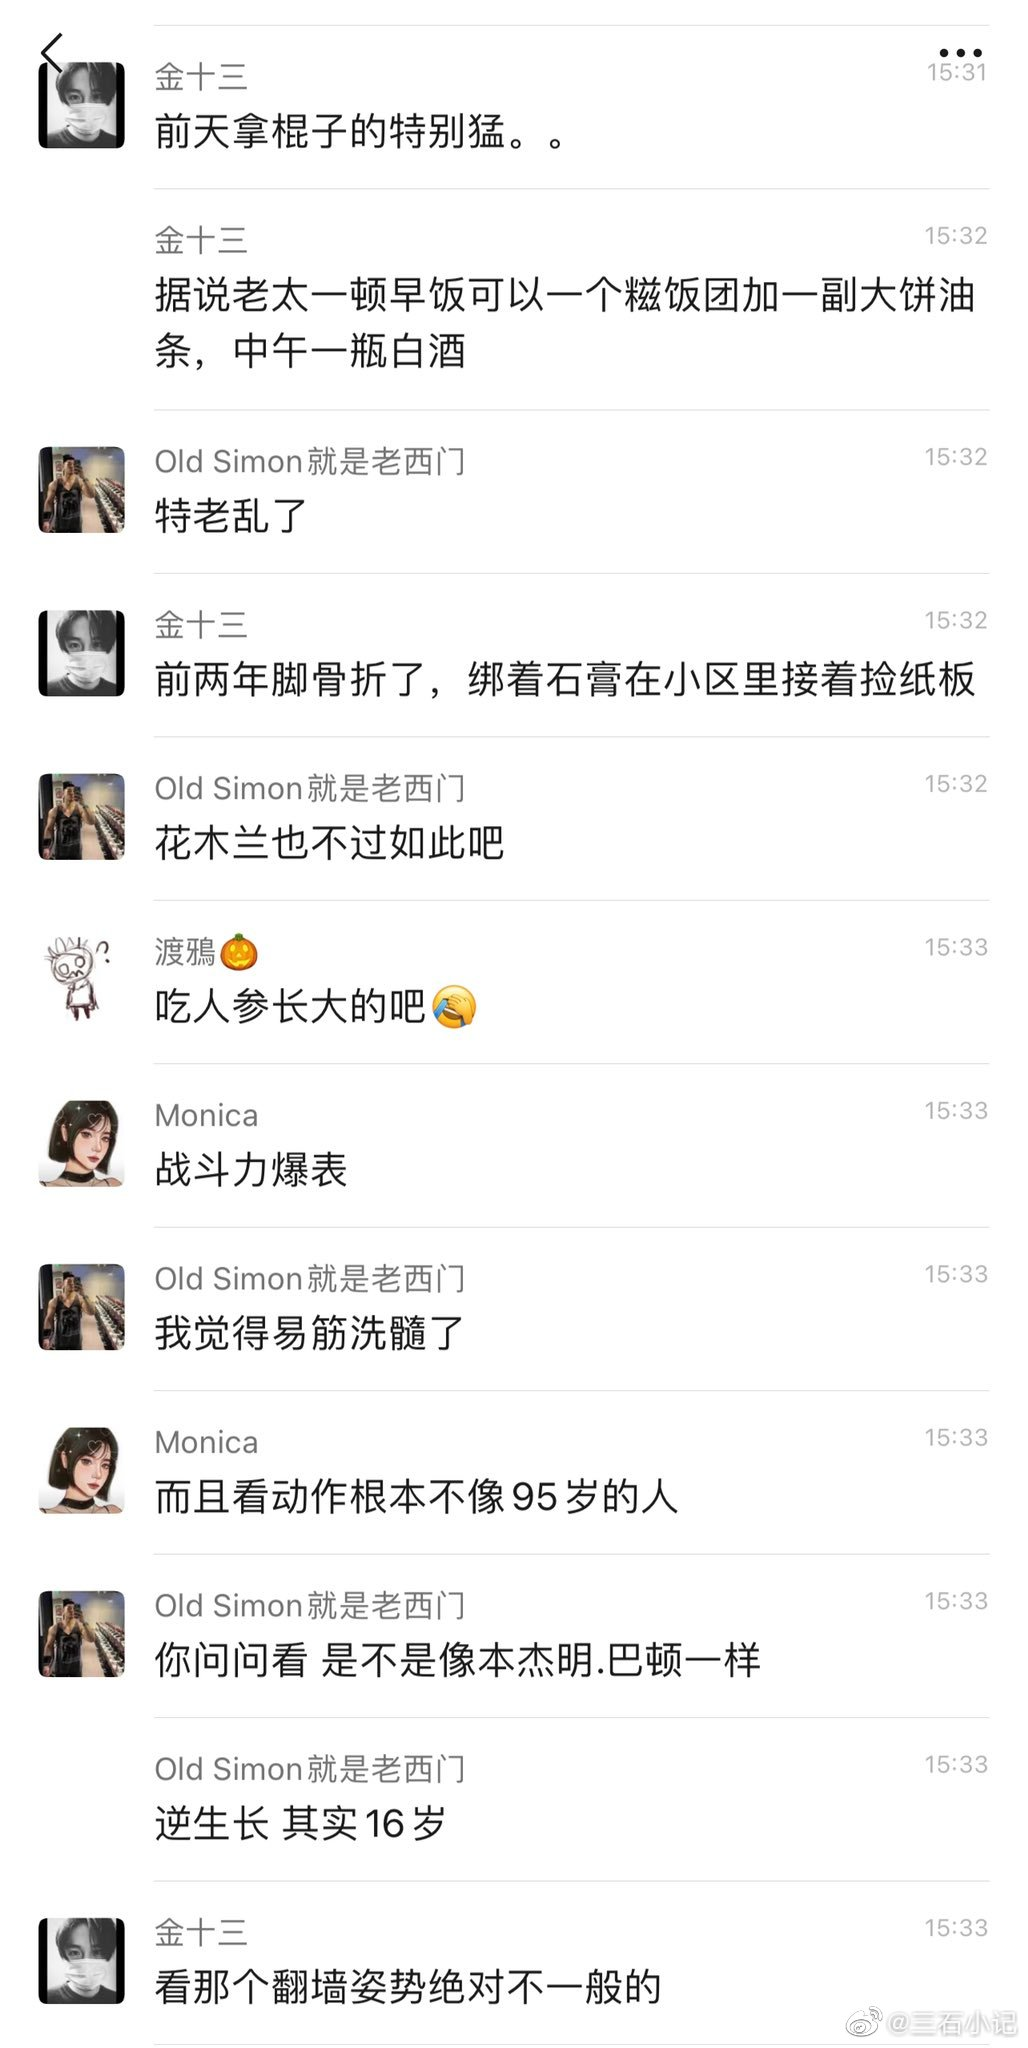 金十三
15:31
前天拿棍子的特别猛。。
金十三
15:32
据说老太一顿早饭可以一个糍饭团加一副大饼油
条，中午一瓶白酒
Old Simon就是老西门
15:32
特老乱了
金十三
15:32
前两年脚骨折了，绑着石膏在小区里接着捡纸板
Old Simon就是老西门
15:32
花木兰也不过如此吧
渡鴉🎃
15:33
吃人参长大的吧🤣
Monica
15:33
战斗力爆表
Old Simon就是老西门
15:33
我觉得易筋洗髓了
Monica
15:33
而且看动作根本不像95岁的人
Old Simon就是老西门
15:33
你问问看 是不是像本杰明.巴顿一样
Old Simon就是老西门
15:33
逆生长 其实16岁
金十三
15:33
看那个翻墙姿势绝对不一般的
@三石小记